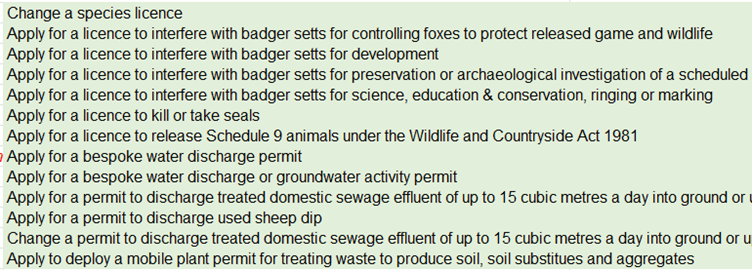 Change a species licence
Apply for a licence to interfere with badger setts for controlling foxes to protect released game and wildlife
Apply for a licence to interfere with badger setts for development
Apply for a licence to interfere with badger setts for preservation or archaeological investigation of a scheduled
Apply for a licence to interfere with badger setts for science, education & conservation, ringing or marking
Apply for a licence to kill or take seals
Apply for a licence to release Schedule 9 animals under the Wildlife and Countryside Act 1981
Apply for a bespoke water discharge permit
Apply for a bespoke water discharge or groundwater activity permit
Apply for a permit to discharge treated domestic sewage effluent of up to 15 cubic metres a day into ground or
Apply for a permit to discharge used sheep dip
Change a permit to discharge treated domestic sewage effluent of up to 15 cubic metres a day into ground or
Apply to deploy a mobile plant permit for treating waste to produce soil, soil substitues and aggregates